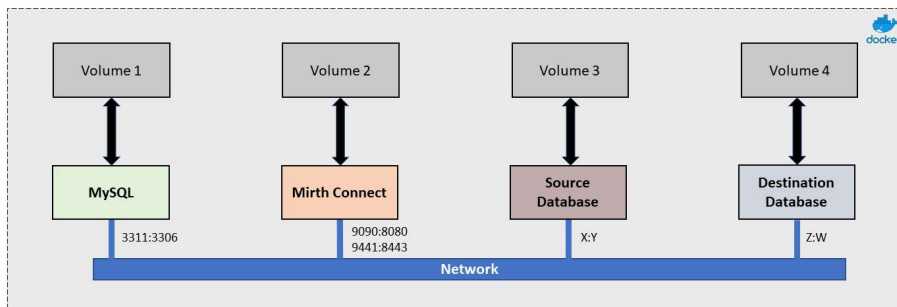 docker
Volume 1
Volume 2
Volume 3
Volume 4
MySQL
Mirth Connect
Source
Database
Destination
Database
3311:3306
9090:8080
9441:8443
X:Y
Z:W
Network